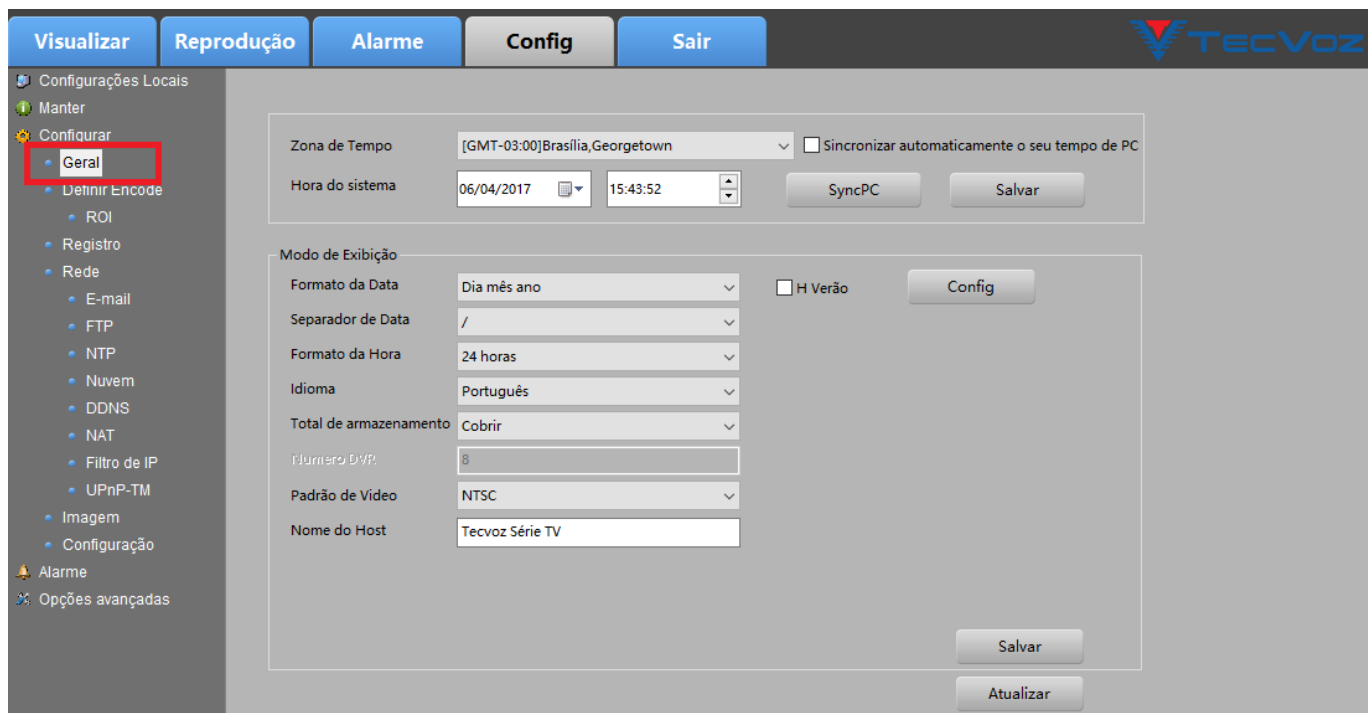 Visualizar Reprodução Alarme Config Sair TECVOZ
Configurações Locais
Manter
Configurar
Geral
Definir Encode
ROI
Registro
Rede
E-mail
FTP
NTP
Nuvem
DDNS
NAT
Filtro de IP
UPnP-TM
Imagem
Configuração
Alarme
Opções avançadas
Zona de Tempo [GMT-03:00]Brasília,Georgetown Sincronizar automaticamente o seu tempo de PC
Hora do sistema 06/04/2017 15:43:52 SyncPC Salvar
Modo de Exibição
Formato da Data Dia mês ano H Verão Config
Separador de Data /
Formato da Hora 24 horas
Idioma Português
Total de armazenamento Cobrir
Numero DVR 8
Padrão de Video NTSC
Nome do Host Tecvoz Série TV
Salvar
Atualizar